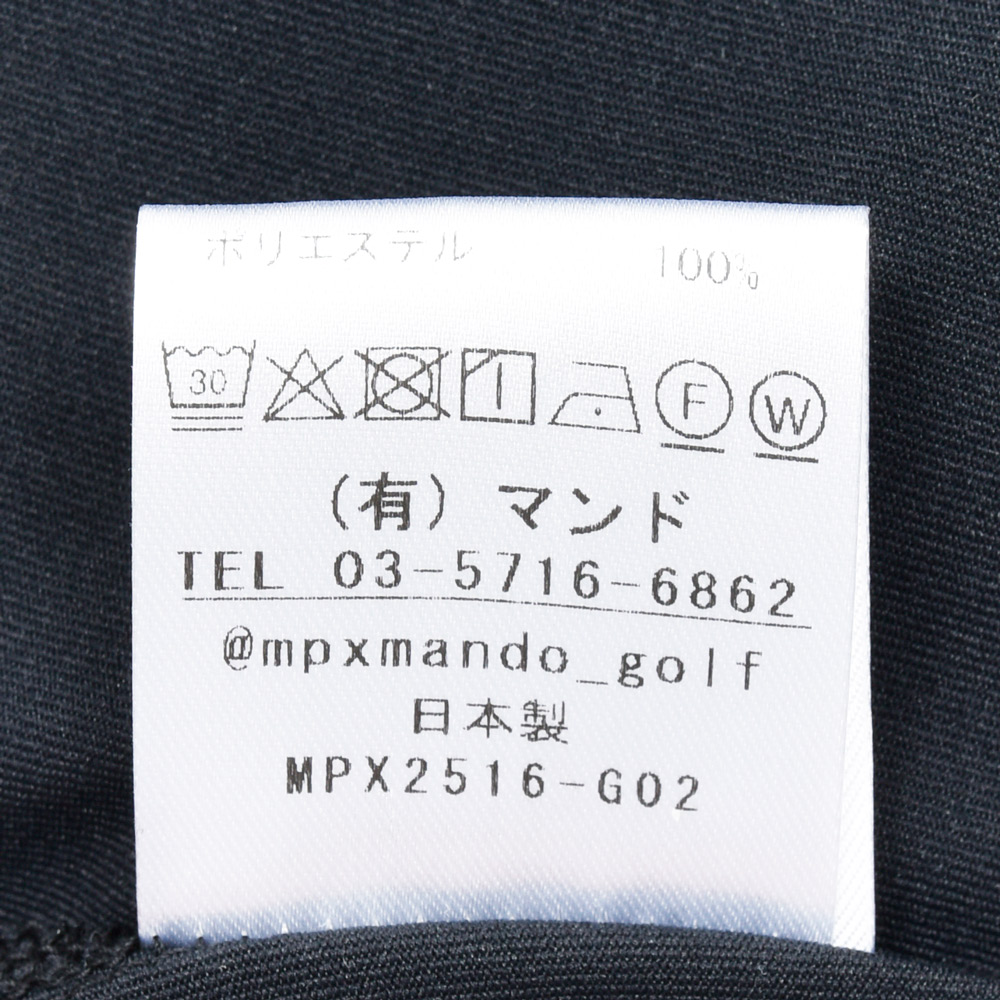 ポリエステル 100%
30 F W
(有) マンド
TEL 03-5716-6862
@mpxmando_golf
日本製
MPX2516-G02